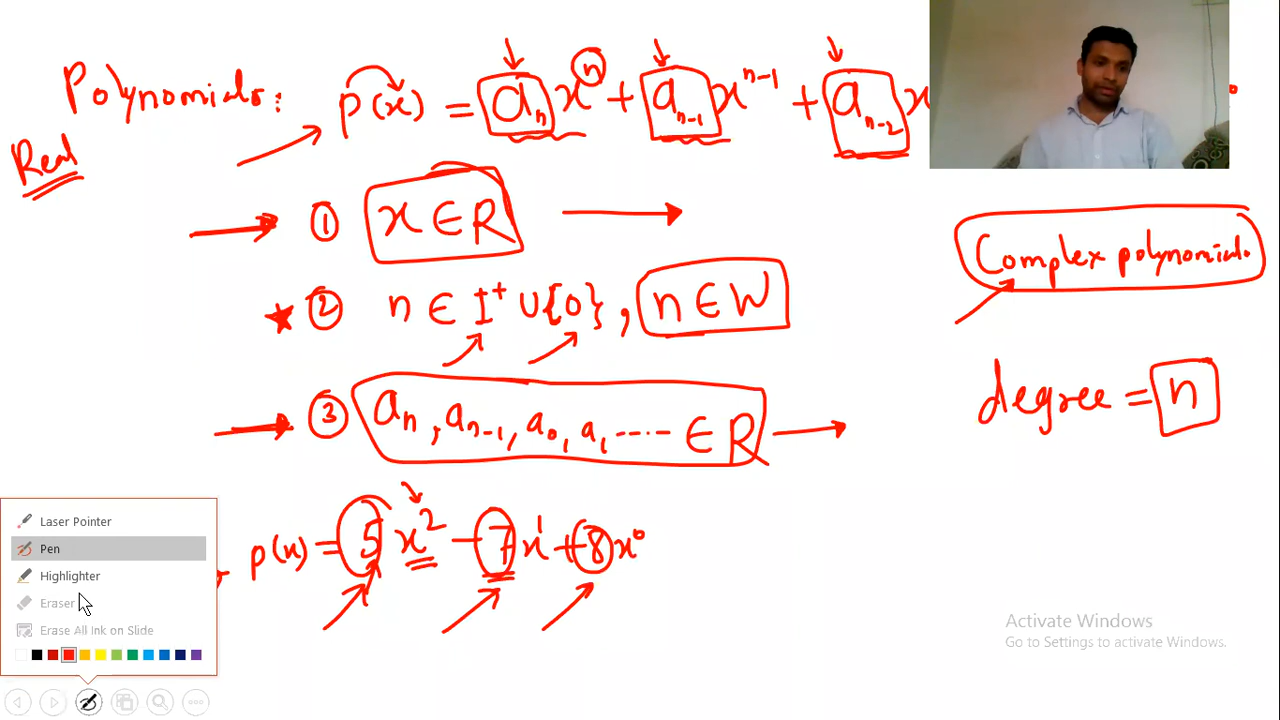 Polynomials: p(x) = aₙxⁿ + aₙ₋₁xⁿ⁻¹ + aₙ₋₂x
Real
① x ∈ R
Complex polynomials
★ ② n ∈ I⁺ ∪ {0}, n ∈ W
degree = n
③ aₙ, aₙ₋₁, a₀, a₁ ..... ∈ R
p(x) = 5x² - 7x¹ + 8x⁰
Laser Pointer
Pen
Highlighter
Eraser
Erase All Ink on Slide
Activate Windows
Go to Settings to activate Windows.